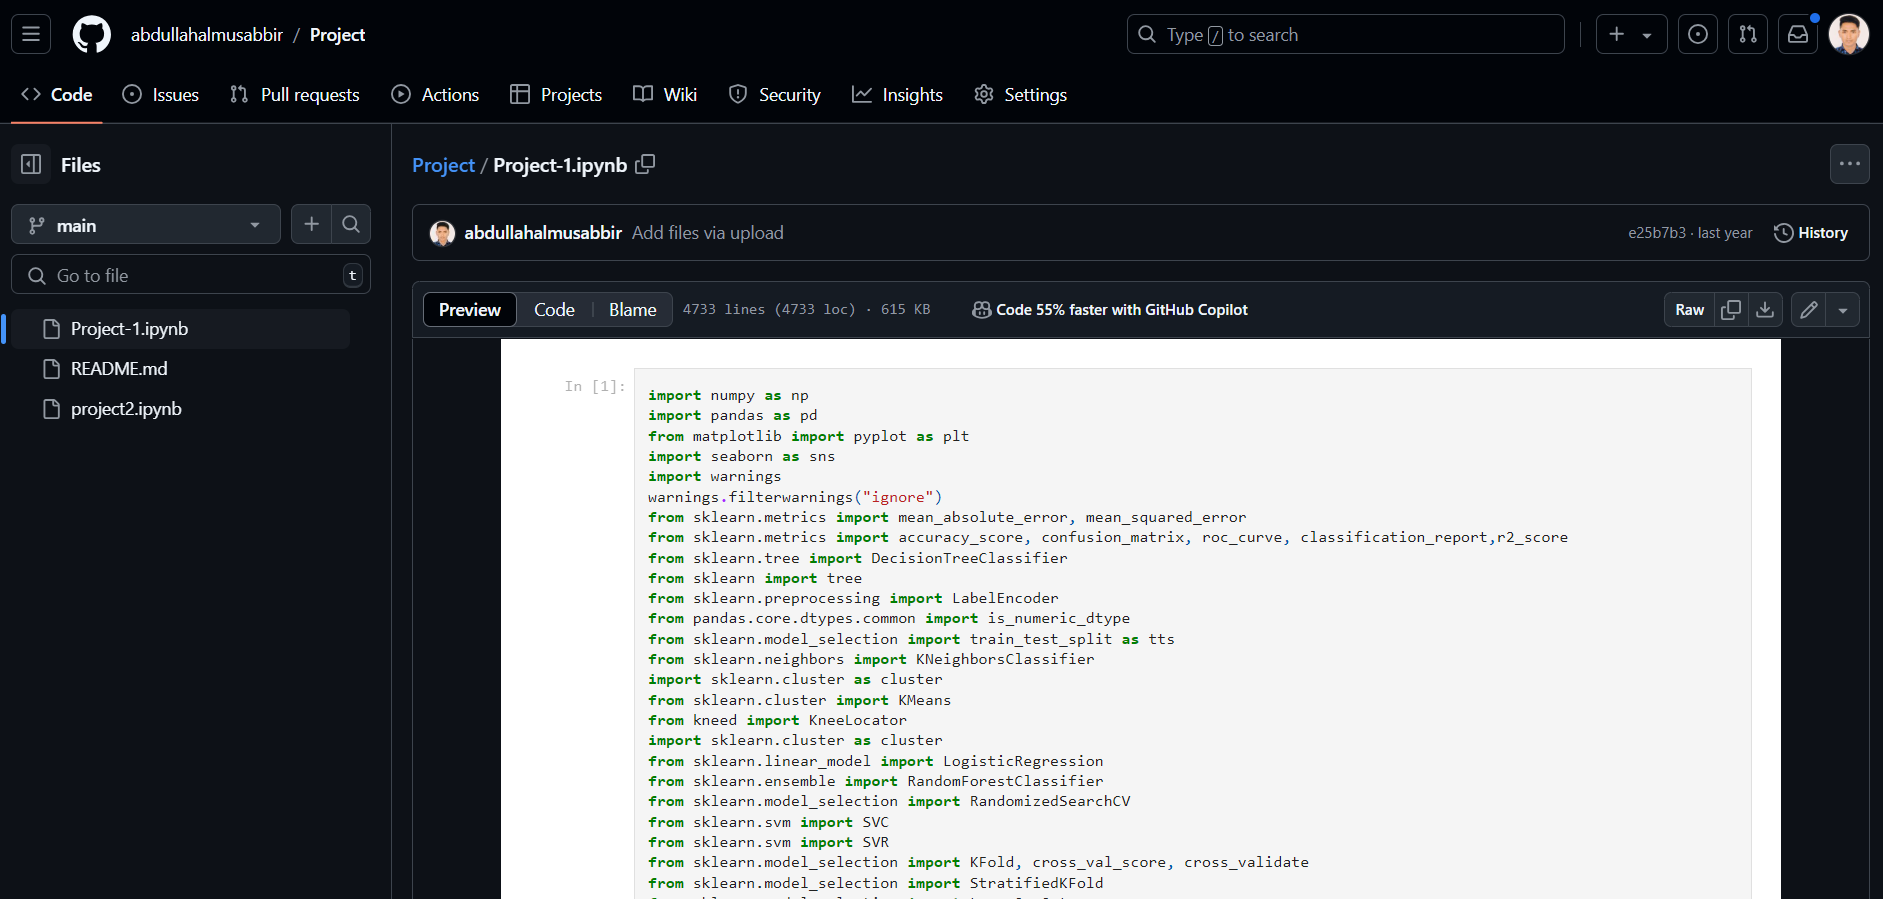 abdullahalmusabbir / Project
Type / to search
Code
Issues
Pull requests
Actions
Projects
Wiki
Security
Insights
Settings
Files
main
Go to file
t
Project-1.ipynb
README.md
project2.ipynb
Project / Project-1.ipynb
abdullahalmusabbir Add files via upload
e25b7b3 · last year
History
Preview
Code
Blame
4733 lines (4733 loc) · 615 KB
Code 55% faster with GitHub Copilot
Raw
In [1]:
import numpy as np
import pandas as pd
from matplotlib import pyplot as plt
import seaborn as sns
import warnings
warnings.filterwarnings("ignore")
from sklearn.metrics import mean_absolute_error, mean_squared_error
from sklearn.metrics import accuracy_score, confusion_matrix, roc_curve, classification_report,r2_score
from sklearn.tree import DecisionTreeClassifier
from sklearn import tree
from sklearn.preprocessing import LabelEncoder
from pandas.core.dtypes.common import is_numeric_dtype
from sklearn.model_selection import train_test_split as tts
from sklearn.neighbors import KNeighborsClassifier
import sklearn.cluster as cluster
from sklearn.cluster import KMeans
from kneed import KneeLocator
import sklearn.cluster as cluster
from sklearn.linear_model import LogisticRegression
from sklearn.ensemble import RandomForestClassifier
from sklearn.model_selection import RandomizedSearchCV
from sklearn.svm import SVC
from sklearn.svm import SVR
from sklearn.model_selection import KFold, cross_val_score, cross_validate
from sklearn.model_selection import StratifiedKFold